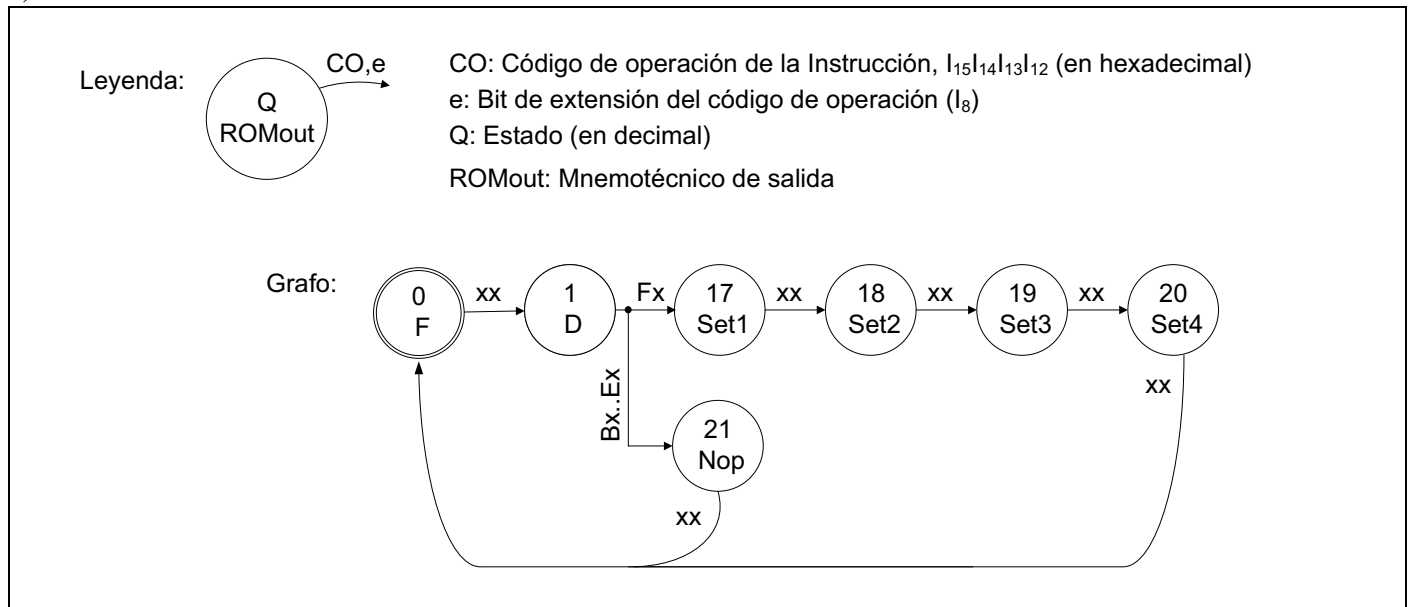 Leyenda:
Q
ROMout
CO,e
CO: Código de operación de la Instrucción, I₁₅I₁₄I₁₃I₁₂ (en hexadecimal)
e: Bit de extensión del código de operación (I₈)
Q: Estado (en decimal)
ROMout: Mnemotécnico de salida
Grafo:
0
F
xx
1
D
Fx
17
Set1
xx
18
Set2
xx
19
Set3
xx
20
Set4
xx
Bx..Ex
21
Nop
xx